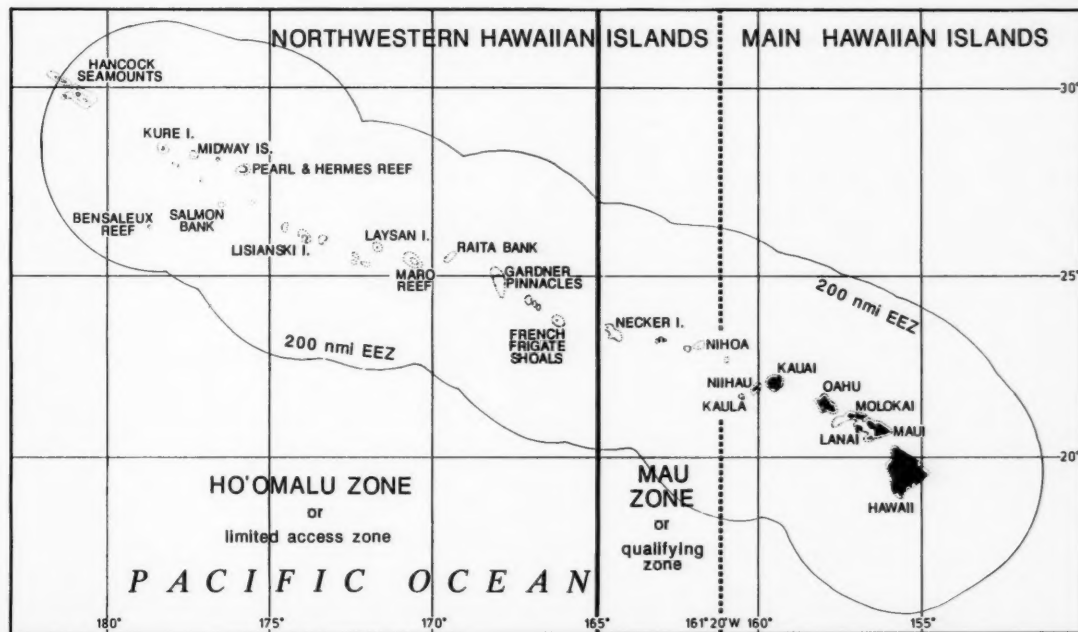 NORTHWESTERN HAWAIIAN ISLANDS
MAIN HAWAIIAN ISLANDS
HANCOCK
SEAMOUNTS
30°
KURE I.
MIDWAY IS.
PEARL & HERMES REEF
BENSALEUX
REEF
SALMON
BANK
LISIANSKI I.
LAYSAN I.
RAITA BANK
MARO
REEF
GARDNER
PINNACLES
25°
200 nmi EEZ
200 nmi EEZ
FRENCH
FRIGATE
SHOALS
NECKER I.
NIHOA
NIIHAU
KAULA
KAUAI
OAHU
MOLOKAI
LANAI
MAUI
HAWAII
20°
HO'OMALU ZONE
or
limited access zone
MAU
ZONE
or
qualifying
zone
PACIFIC OCEAN
180°
175°
170°
165°
161°20'W
160°
155°